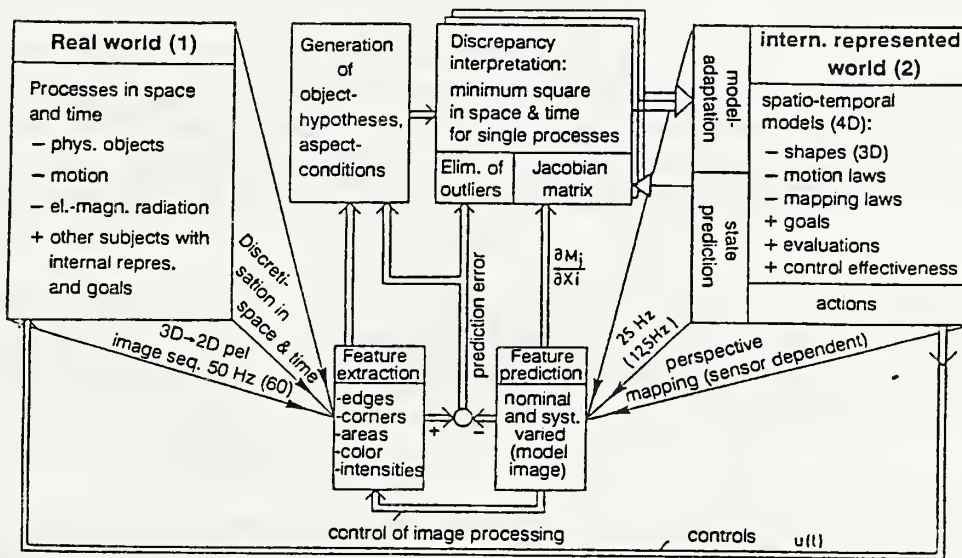 Real world (1)
Processes in space
and time
– phys. objects
– motion
– el.-magn. radiation
+ other subjects with
internal repres.
and goals
Generation
of
object-
hypotheses,
aspect-
conditions
Discrepancy
interpretation:
minimum square
in space & time
for single processes
Elim. of
outliers
Jacobian
matrix
model-
adaptation
state
prediction
intern. represented
world (2)
spatio-temporal
models (4D):
– shapes (3D)
– motion laws
– mapping laws
+ goals
+ evaluations
+ control effectiveness
actions
Discreti-
sation in
space & time
3D→2D pel
image seq. 50 Hz (60)
prediction error
∂Mj
∂Xi
25 Hz
(12,5Hz)
perspective
mapping (sensor dependent)
Feature
extraction
-edges
-corners
-areas
-color
-intensities
+
–
Feature
prediction
nominal
and syst.
varied
(model
image)
control of image processing
controls u(t)